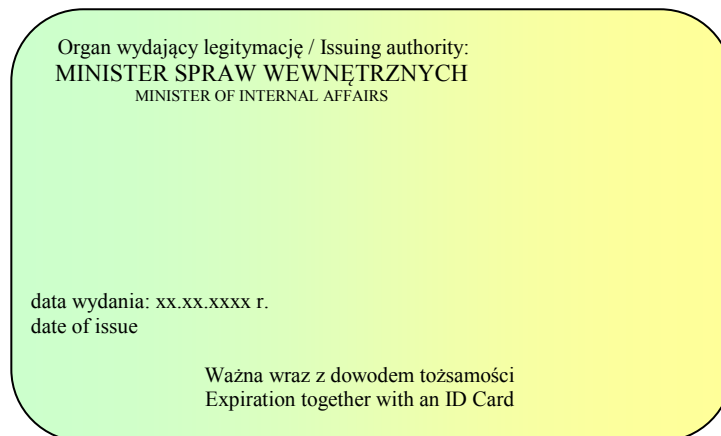 Organ wydający legitymację / Issuing authority:
MINISTER SPRAW WEWNĘTRZNYCH
MINISTER OF INTERNAL AFFAIRS
data wydania: xx.xx.xxxx r.
date of issue
Ważna wraz z dowodem tożsamości
Expiration together with an ID Card